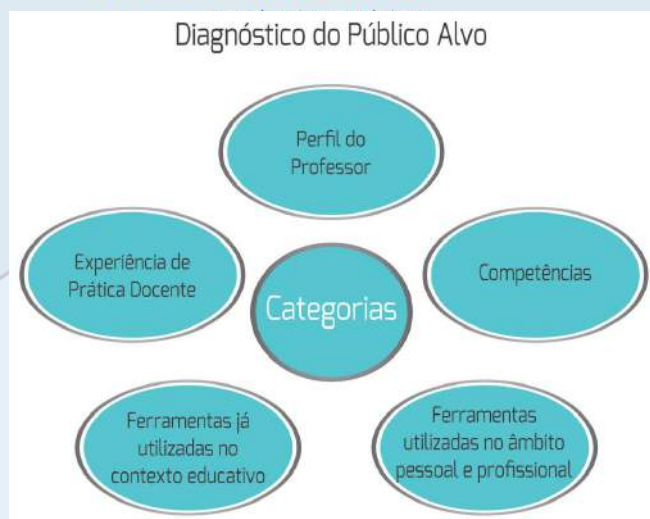 Diagnóstico do Público Alvo
Perfil do
Professor
Experiência de
Prática Docente
Categorias
Competências
Ferramentas já
utilizadas no
contexto educativo
Ferramentas
utilizadas no âmbito
pessoal e profissional